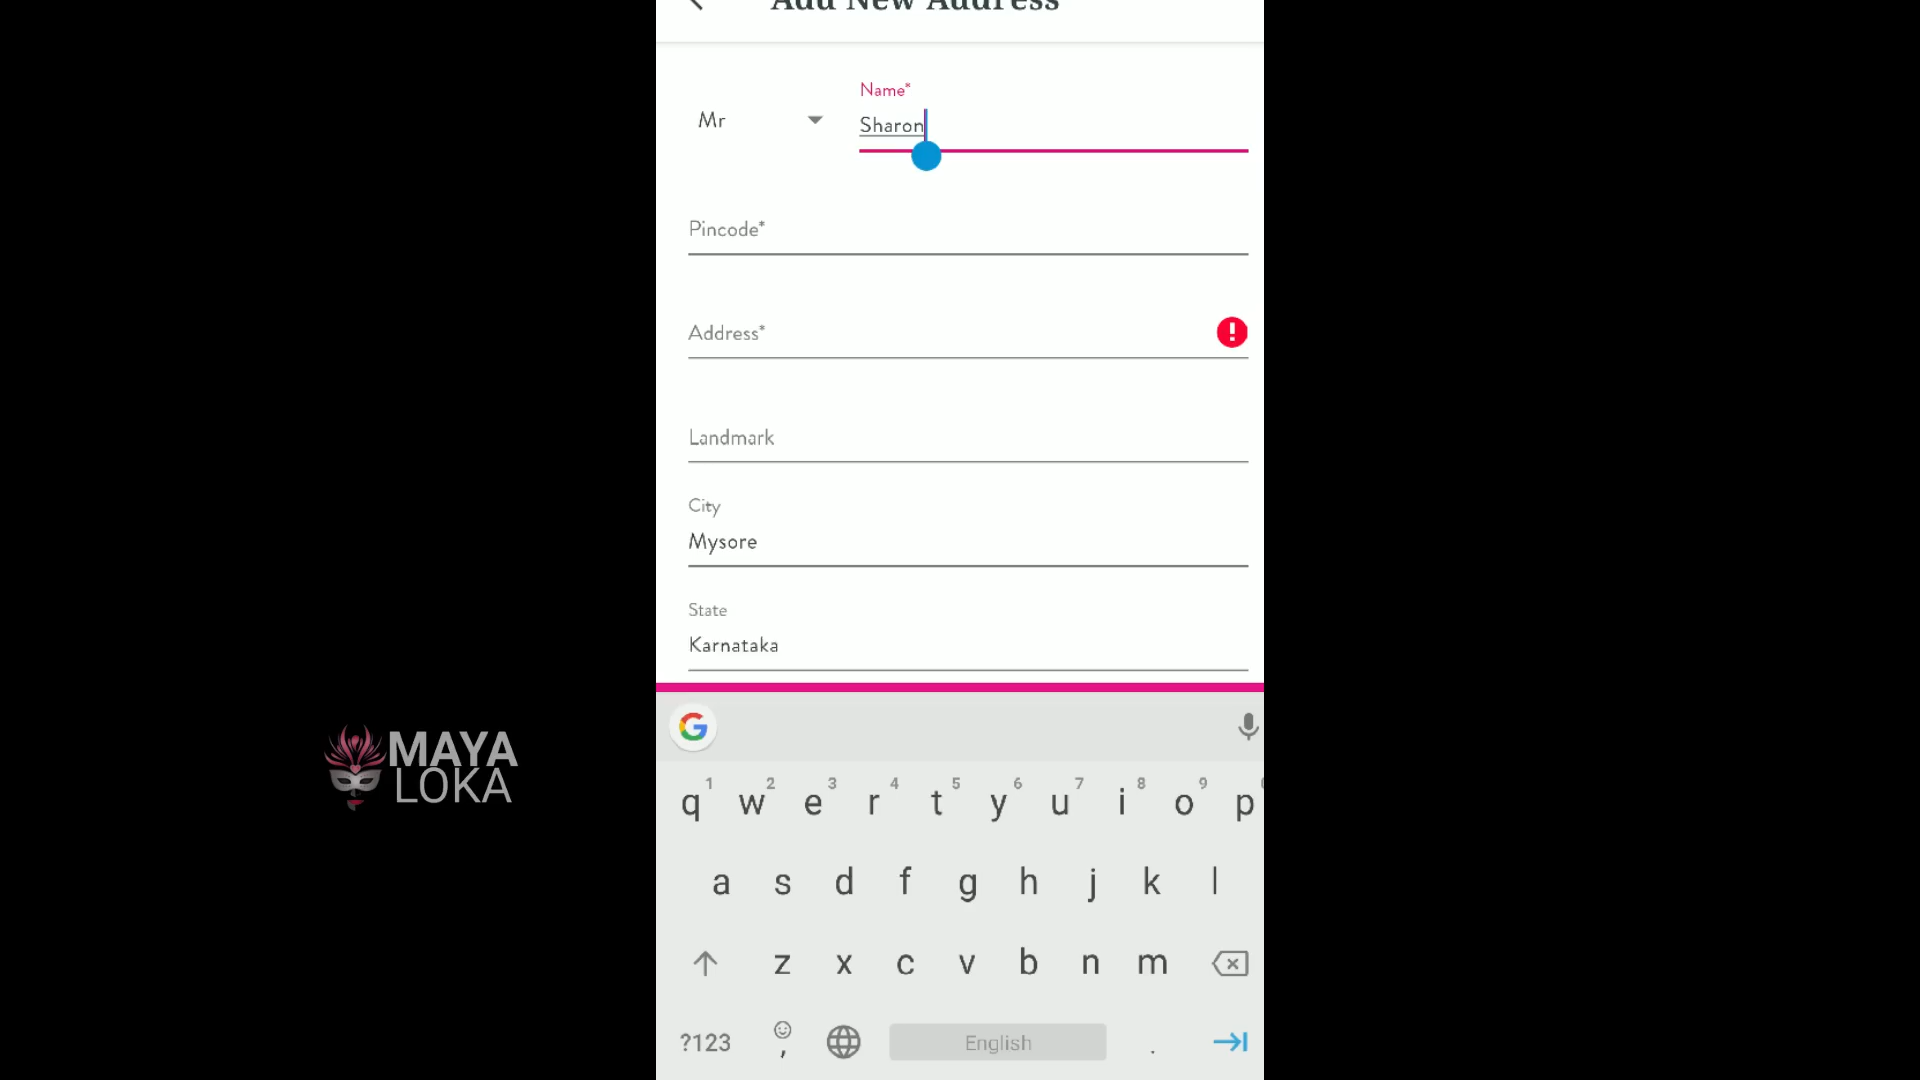 Add New Address
Name*
Mr
Sharon
Pincode*
Address*
Landmark
City
Mysore
State
Karnataka
MAYA
LOKA
1 2 3 4 5 6 7 8 9
q w e r t y u i o p
a s d f g h j k l
z x c v b n m
?123 , English .